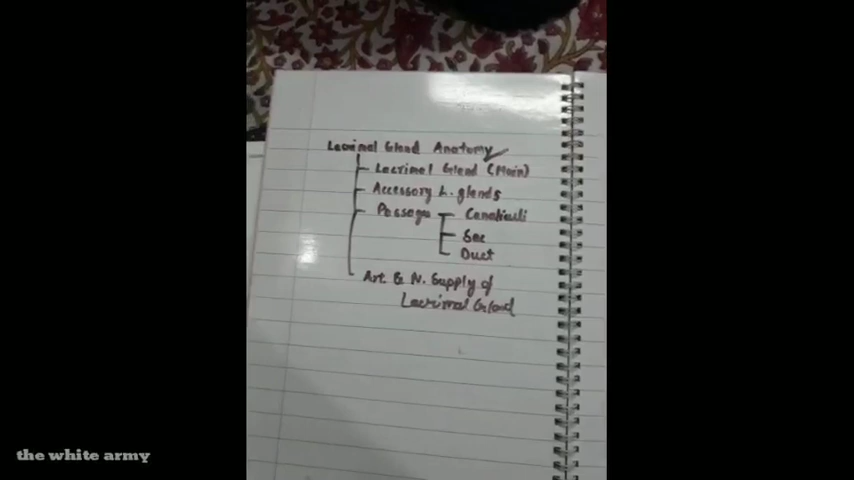 Lacrimal Gland Anatomy
Lacrimal Gland (Main)
Accessory L. glands
Passage Canaliculi
Sac
Duct
Art. & N. Supply of
Lacrimal Gland
the white army